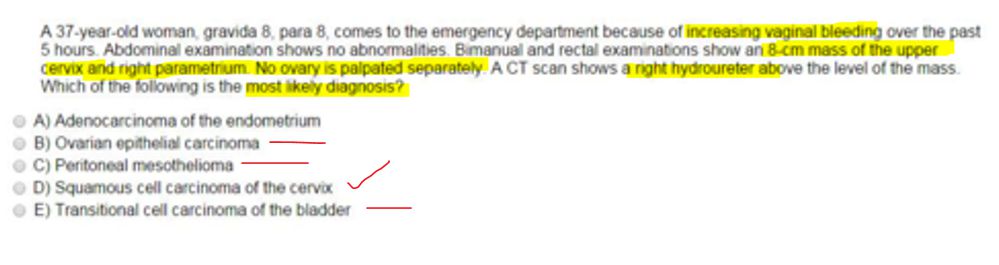 A 37-year-old woman, gravida 8, para 8, comes to the emergency department because of increasing vaginal bleeding over the past
5 hours. Abdominal examination shows no abnormalities. Bimanual and rectal examinations show an 8-cm mass of the upper
cervix and right parametrium. No ovary is palpated separately. A CT scan shows a right hydroureter above the level of the mass.
Which of the following is the most likely diagnosis?
A) Adenocarcinoma of the endometrium
B) Ovarian epithelial carcinoma
C) Peritoneal mesothelioma
D) Squamous cell carcinoma of the cervix
E) Transitional cell carcinoma of the bladder